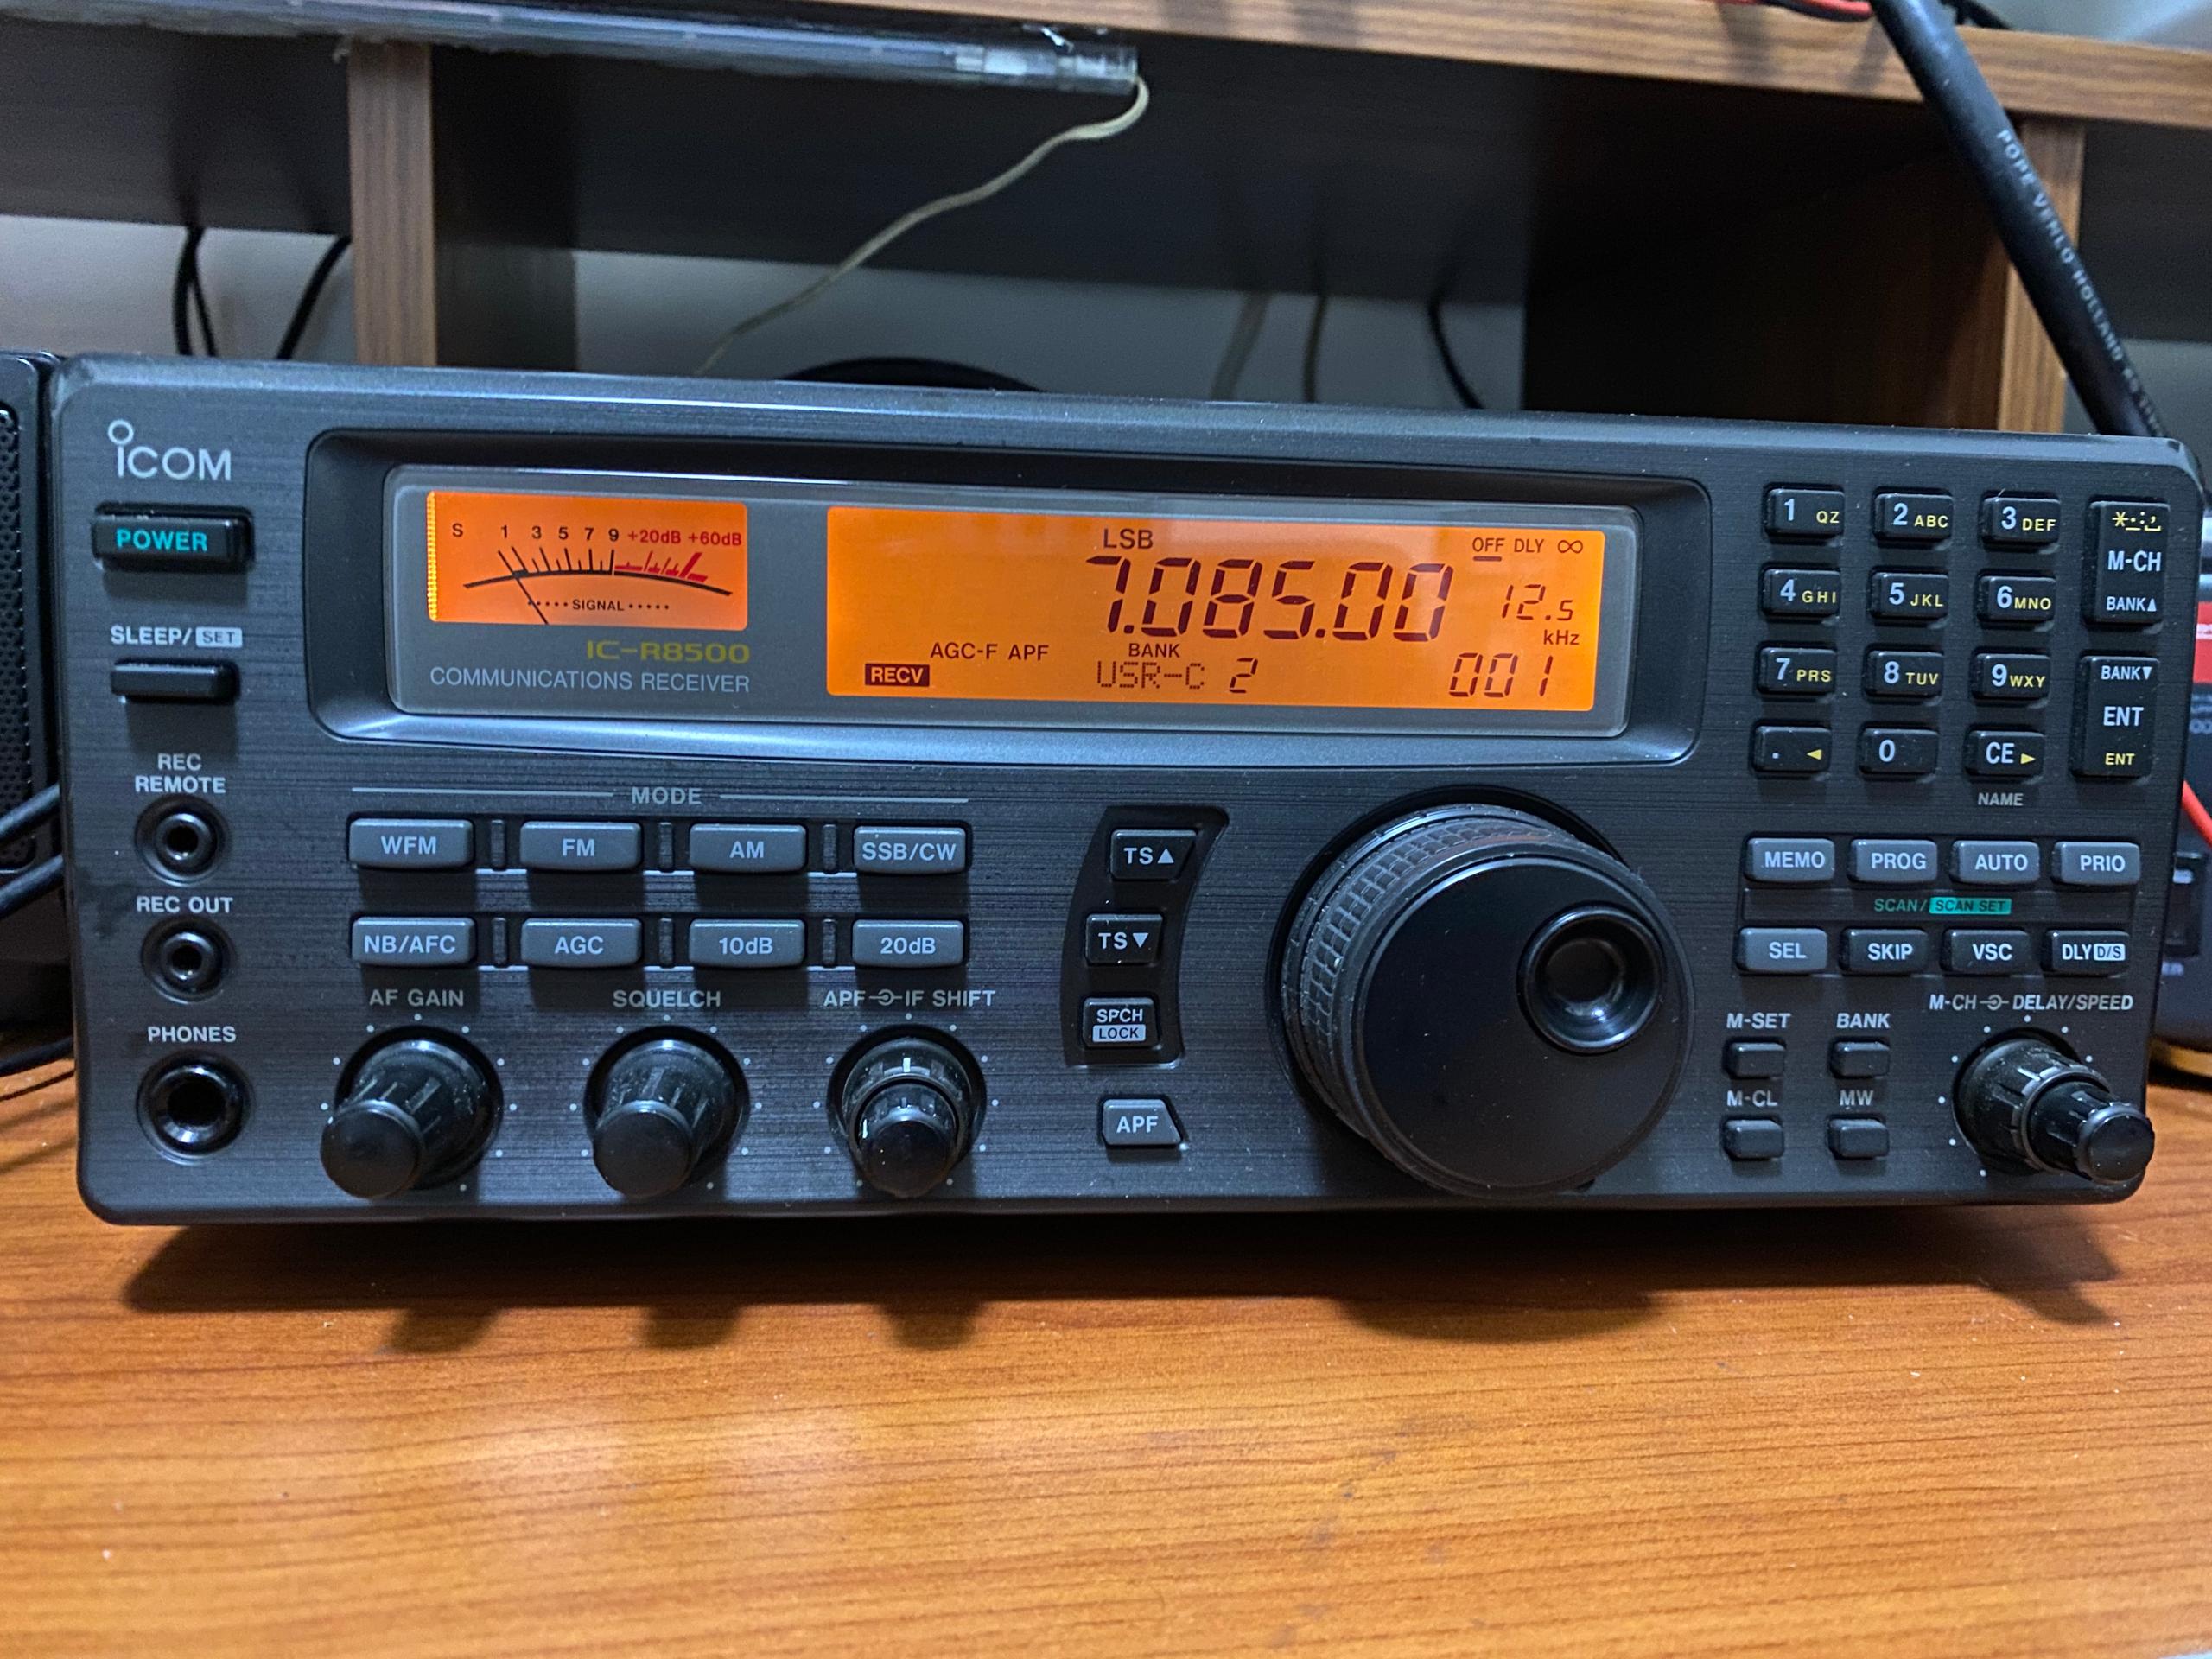 POPE VENLO HOLLAND
ICOM
POWER
SLEEP/ SET
REC
REMOTE
REC OUT
PHONES
S 1 3 5 7 9 +20dB +60dB
SIGNAL
IC-R8500
COMMUNICATIONS RECEIVER
LSB
OFF DLY ∞
7.085.00
12.5
kHz
AGC-F APF
BANK
RECV
USR-C 2
001
MODE
WFM FM AM SSB/CW
NB/AFC AGC 10dB 20dB
AF GAIN SQUELCH APF IF SHIFT
TS▲
TS▼
SPCH
LOCK
APF
1 QZ 2 ABC 3 DEF
4 GHI 5 JKL 6 MNO
7 PRS 8 TUV 9 WXY
. ◄ 0 CE ►
NAME
M-CH
BANK▲
BANK▼
ENT
ENT
MEMO PROG AUTO PRIO
SCAN/ SCAN SET
SEL SKIP VSC DLY D/S
M-CH DELAY/SPEED
M-SET BANK
M-CL MW